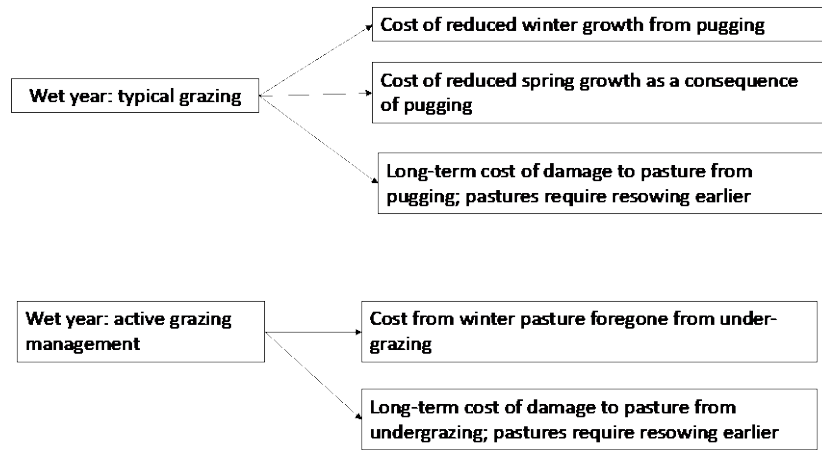 Cost of reduced winter growth from pugging
Wet year: typical grazing
Cost of reduced spring growth as a consequence
of pugging
Long-term cost of damage to pasture from
pugging; pastures require resowing earlier
Wet year: active grazing
management
Cost from winter pasture foregone from under-
grazing
Long-term cost of damage to pasture from
undergrazing; pastures require resowing earlier